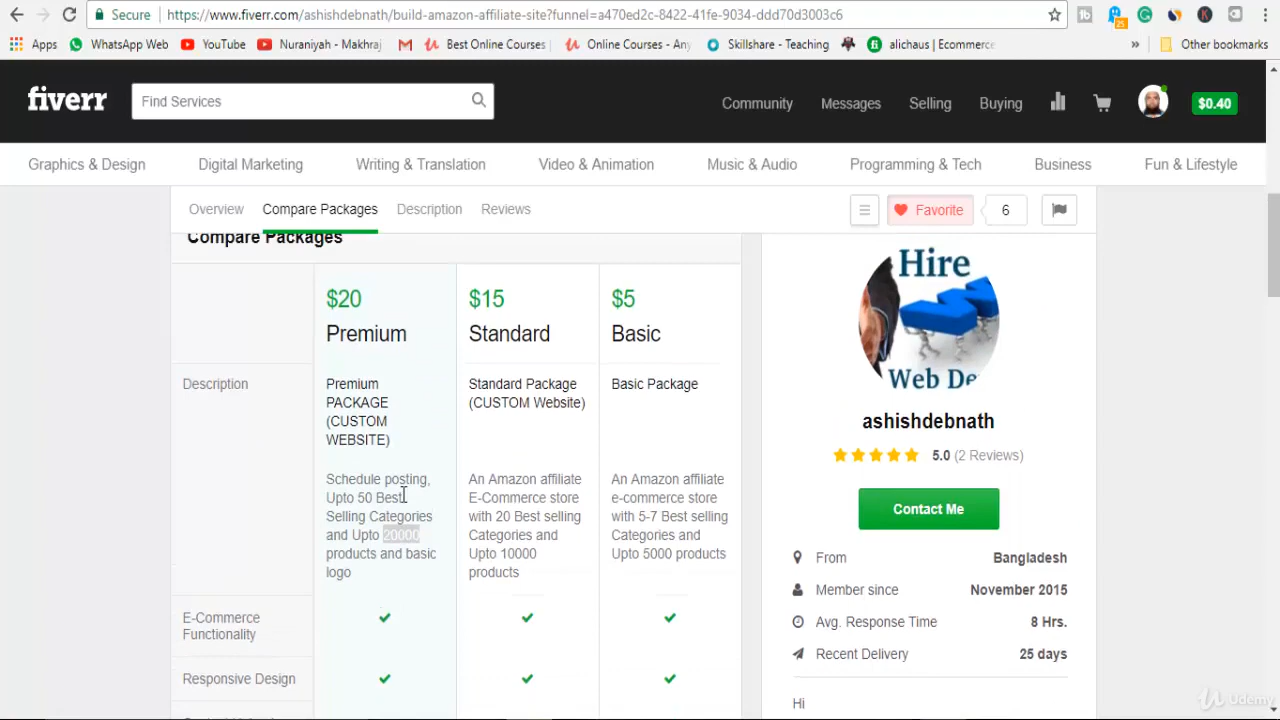 Secure
https://www.fiverr.com/ashishdebnath/build-amazon-affiliate-site?funnel=a470ed2c-8422-41fe-9034-ddd70d3003c6
25
Apps
WhatsApp Web
YouTube
Nuraniyah - Makhraj
Best Online Courses
Online Courses - Any
Skillshare - Teaching
alichaus | Ecommerc
»
Other bookmarks
fiverr
Find Services
Community
Messages
Selling
Buying
$0.40
Graphics & Design
Digital Marketing
Writing & Translation
Video & Animation
Music & Audio
Programming & Tech
Business
Fun & Lifestyle
Overview
Compare Packages
Description
Reviews
Favorite
6
Compare Packages
$20
Premium
$15
Standard
$5
Basic
Description
Premium
PACKAGE
(CUSTOM
WEBSITE)
Schedule posting,
Upto 50 Best
Selling Categories
and Upto 20000
products and basic
logo
Standard Package
(CUSTOM Website)
An Amazon affiliate
E-Commerce store
with 20 Best selling
Categories and
Upto 10000
products
Basic Package
An Amazon affiliate
e-commerce store
with 5-7 Best selling
Categories and
Upto 5000 products
E-Commerce
Functionality
Responsive Design
Hire
Web De
ashishdebnath
5.0 (2 Reviews)
Contact Me
From
Bangladesh
Member since
November 2015
Avg. Response Time
8 Hrs.
Recent Delivery
25 days
Hi
Udemy